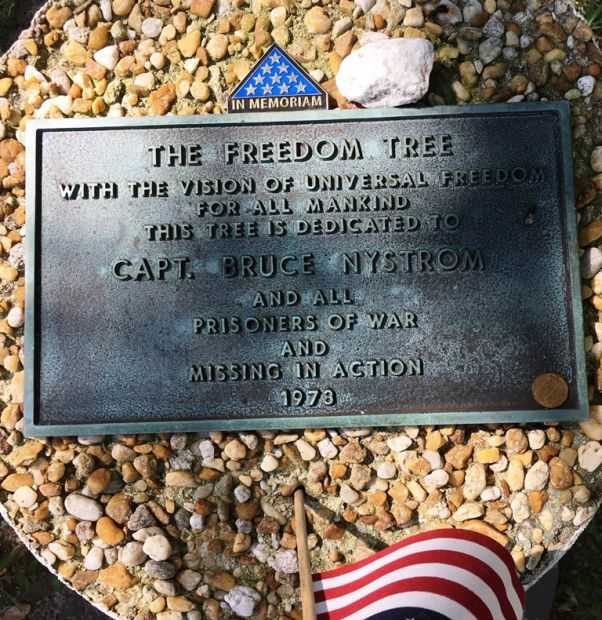 IN MEMORIAM
THE FREEDOM TREE
WITH THE VISION OF UNIVERSAL FREEDOM
FOR ALL MANKIND
THIS TREE IS DEDICATED TO
CAPT. BRUCE NYSTROM
AND ALL
PRISONERS OF WAR
AND
MISSING IN ACTION
1973